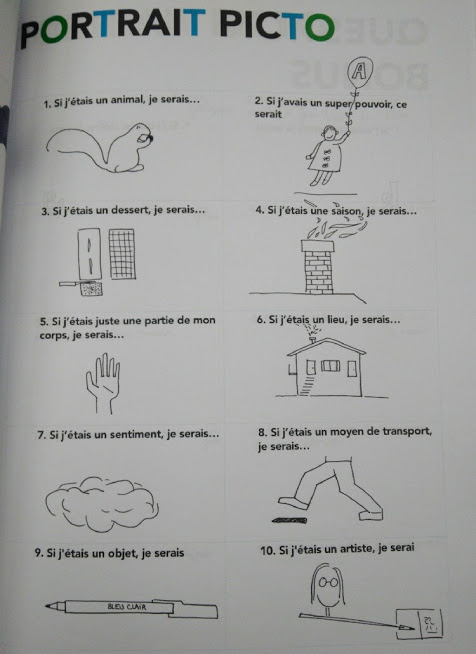 PORTRAIT PICTO
1. Si j'étais un animal, je serais...
2. Si j'avais un super pouvoir, ce
serait
A
3. Si j'étais un dessert, je serais...
4. Si j'étais une saison, je serais...
5. Si j'étais juste une partie de mon
corps, je serais...
6. Si j'étais un lieu, je serais...
7. Si j'étais un sentiment, je serais...
8. Si j'étais un moyen de transport,
je serais...
9. Si j'étais un objet, je serais
BLEU CLAIR
10. Si j'étais un artiste, je serai